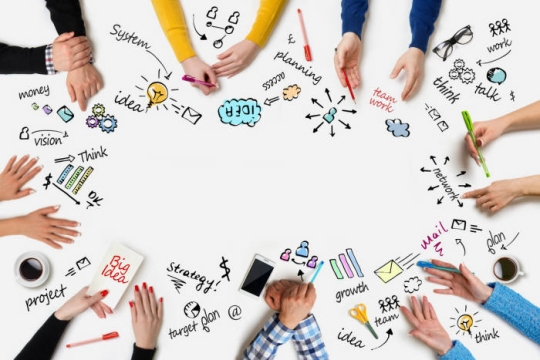 System
£
planning
work
money
idea
access
team
work
think
talk
$
IDEA
vision
Think
$
OK
network
Big
idea
mail
plan
project
Strategy!
$
target
plan
@
growth
team
idea
think